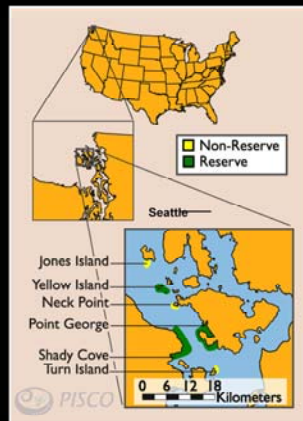 Non-Reserve
Reserve
Seattle
Jones Island
Yellow Island
Neck Point
Point George
Shady Cove
Turn Island
0 6 12 18
Kilometers
© PISCO